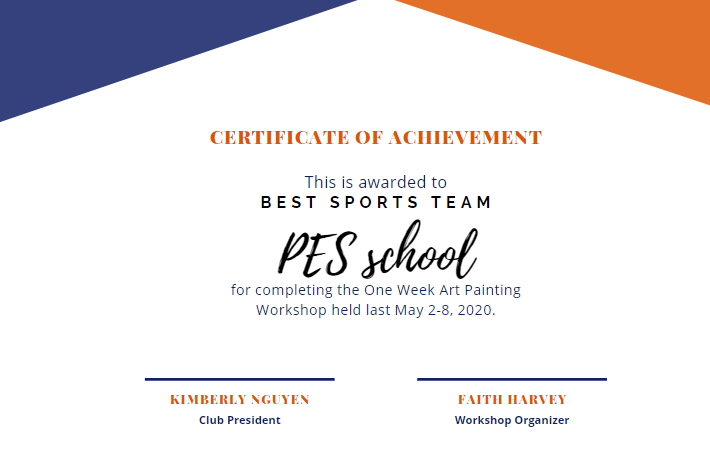 CERTIFICATE OF ACHIEVEMENT
This is awarded to
BEST SPORTS TEAM
PES school
for completing the One Week Art Painting
Workshop held last May 2-8, 2020.
KIMBERLY NGUYEN
FAITH HARVEY
Club President
Workshop Organizer